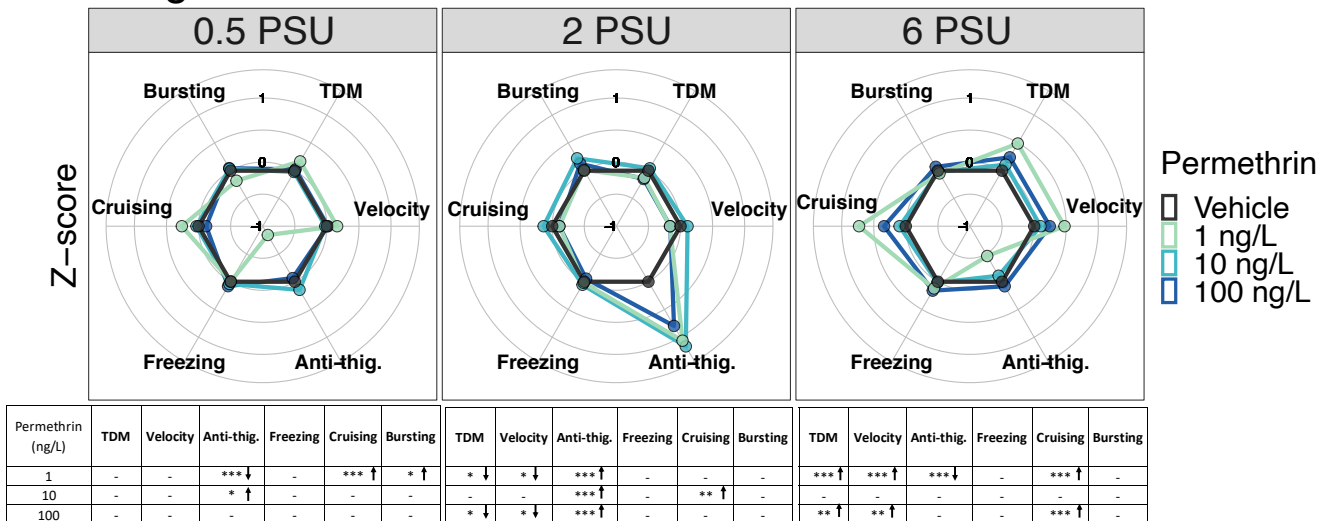 0.5 PSU 2 PSU 6 PSU
Bursting TDM Bursting TDM Bursting TDM
1 1 1
0 0 0
Z-score
Cruising -1 Velocity Cruising -1 Velocity Cruising -1 Velocity
Freezing Anti-thig. Freezing Anti-thig. Freezing Anti-thig.
Permethrin
Vehicle
1 ng/L
10 ng/L
100 ng/L
Permethrin (ng/L) TDM Velocity Anti-thig. Freezing Cruising Bursting TDM Velocity Anti-thig. Freezing Cruising Bursting TDM Velocity Anti-thig. Freezing Cruising Bursting
1 - - ***↓ - ***↑ *↑ *↓ *↓ ***↑ - - - ***↑ ***↑ ***↓ - ***↑ -
10 - - *↑ - - - - - ***↑ - **↑ - - - - - - -
100 - - - - - - *↓ *↓ ***↑ - - - **↑ **↑ - - ***↑ -